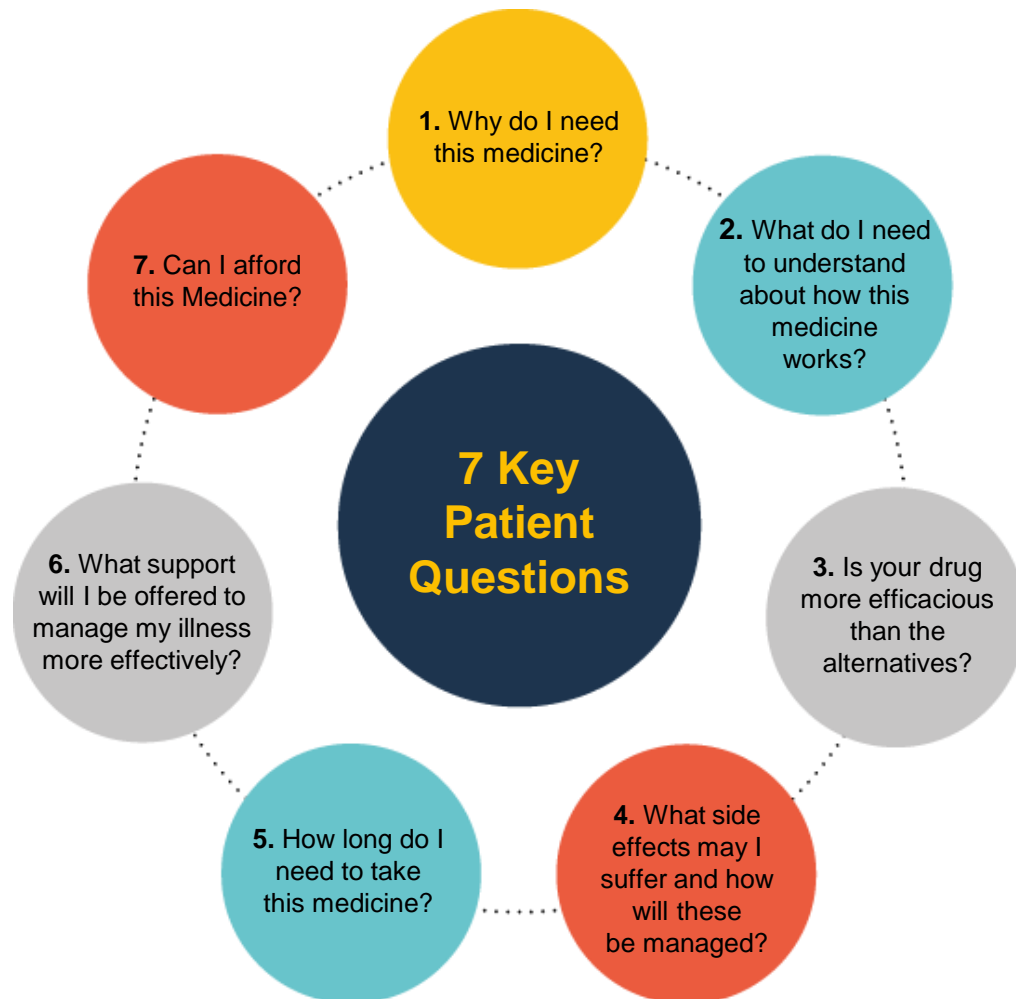 1. Why do I need
this medicine?
2. What do I need
to understand
about how this
medicine
works?
3. Is your drug
more efficacious
than the
alternatives?
4. What side
effects may I
suffer and how
will these
be managed?
5. How long do I
need to take
this medicine?
6. What support
will I be offered to
manage my illness
more effectively?
7. Can I afford
this Medicine?
7 Key
Patient
Questions